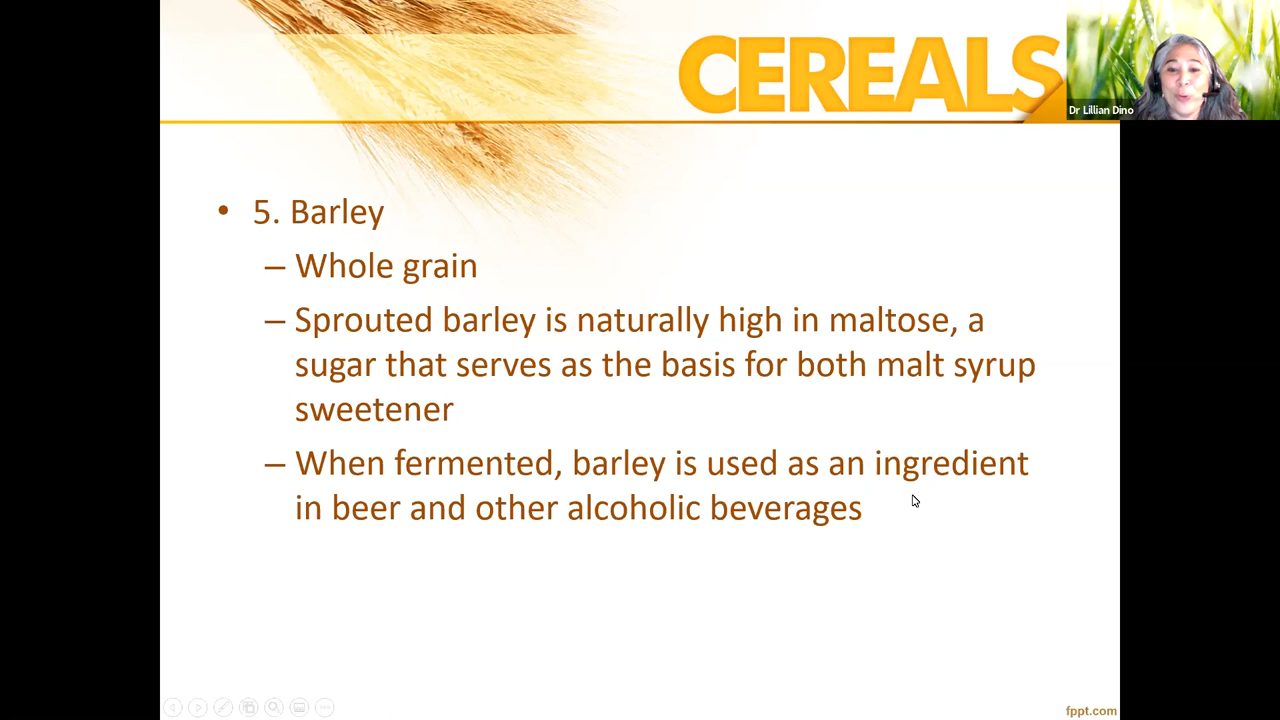 CEREALS
Dr Lillian Dino
• 5. Barley
– Whole grain
– Sprouted barley is naturally high in maltose, a
sugar that serves as the basis for both malt syrup
sweetener
– When fermented, barley is used as an ingredient
in beer and other alcoholic beverages
fppt.com